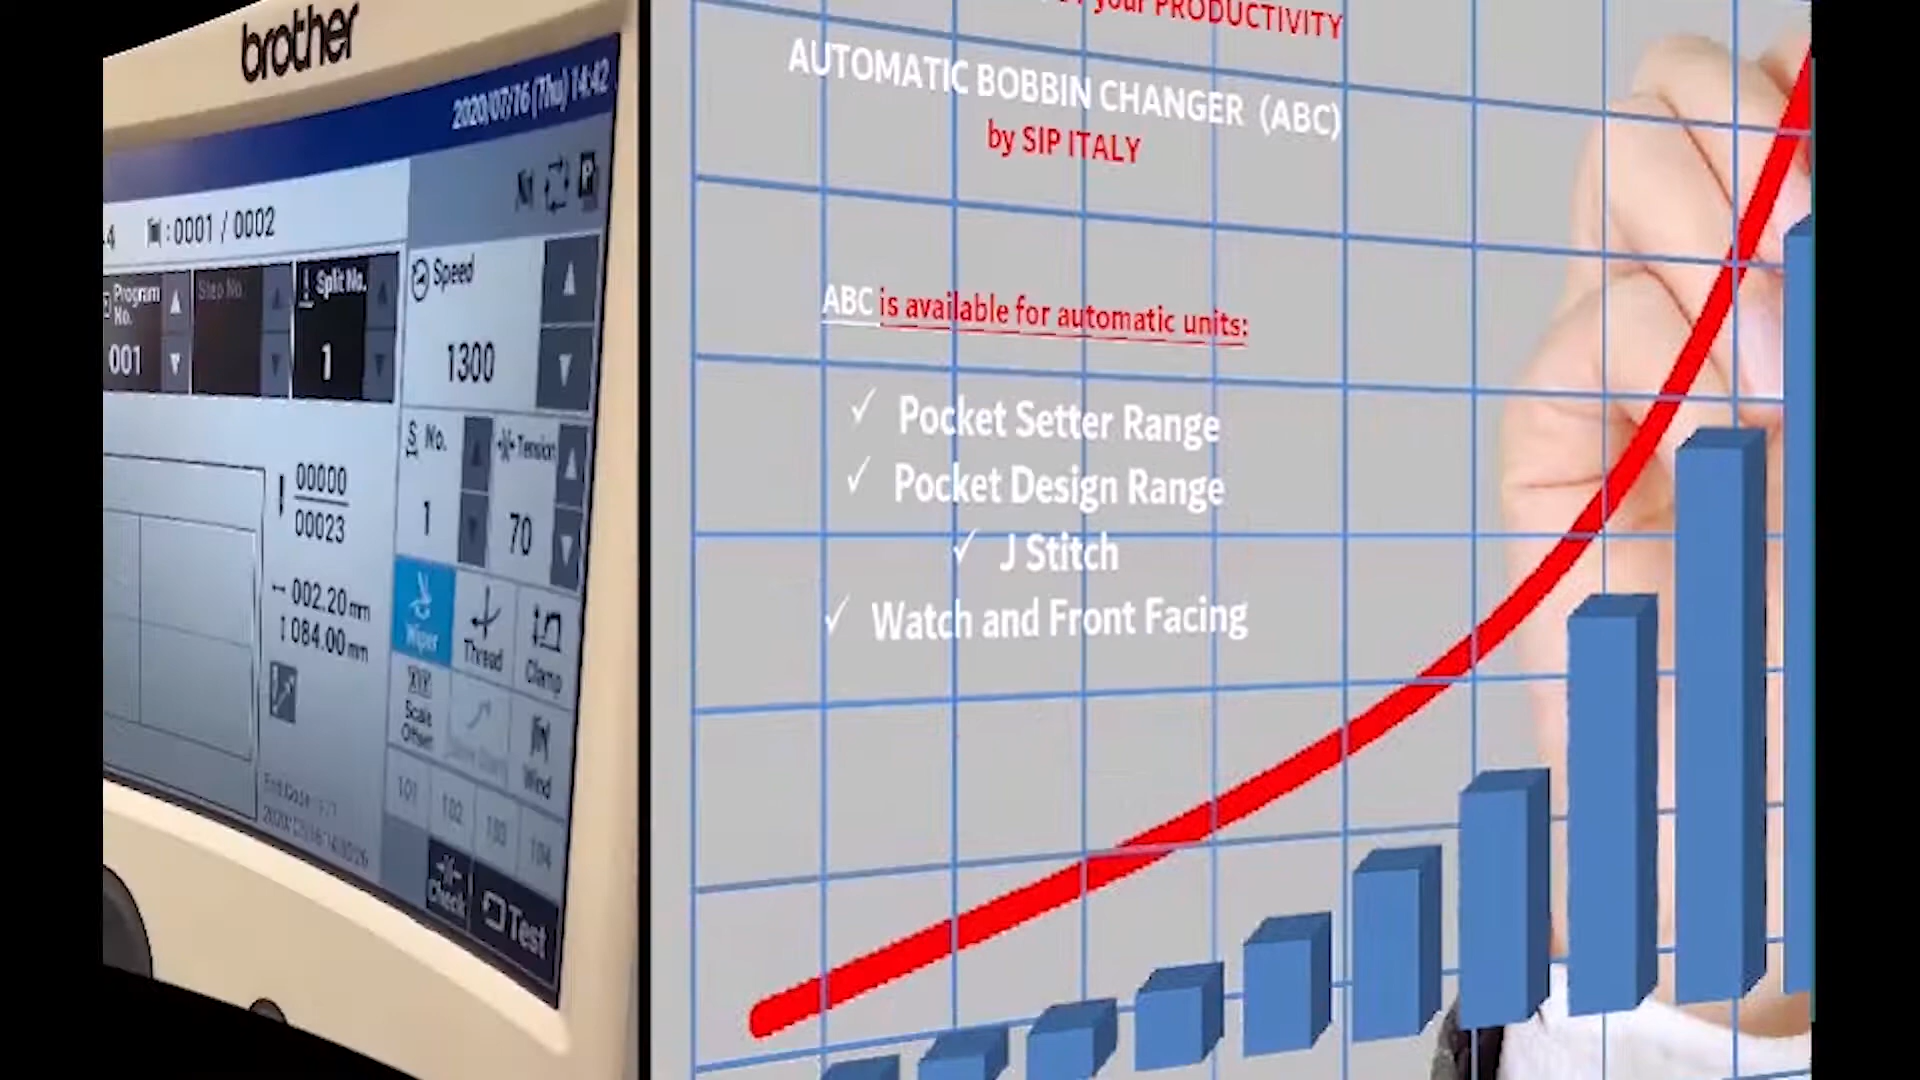 brother
2020/07/16 (Thu) 14:42
-4 : 0001 / 0002
Program No.
001
Step No.
Split No.
1
Speed
1300
No.
1
Tension
70
00000
00023
002.20 mm
084.00 mm
Wiper
Thread
Clamp
Scale Offset
Wind
101
102
103
104
Check
Test
your PRODUCTIVITY
AUTOMATIC BOBBIN CHANGER (ABC)
by SIP ITALY
ABC is available for automatic units:
✓ Pocket Setter Range
✓ Pocket Design Range
✓ J Stitch
✓ Watch and Front Facing